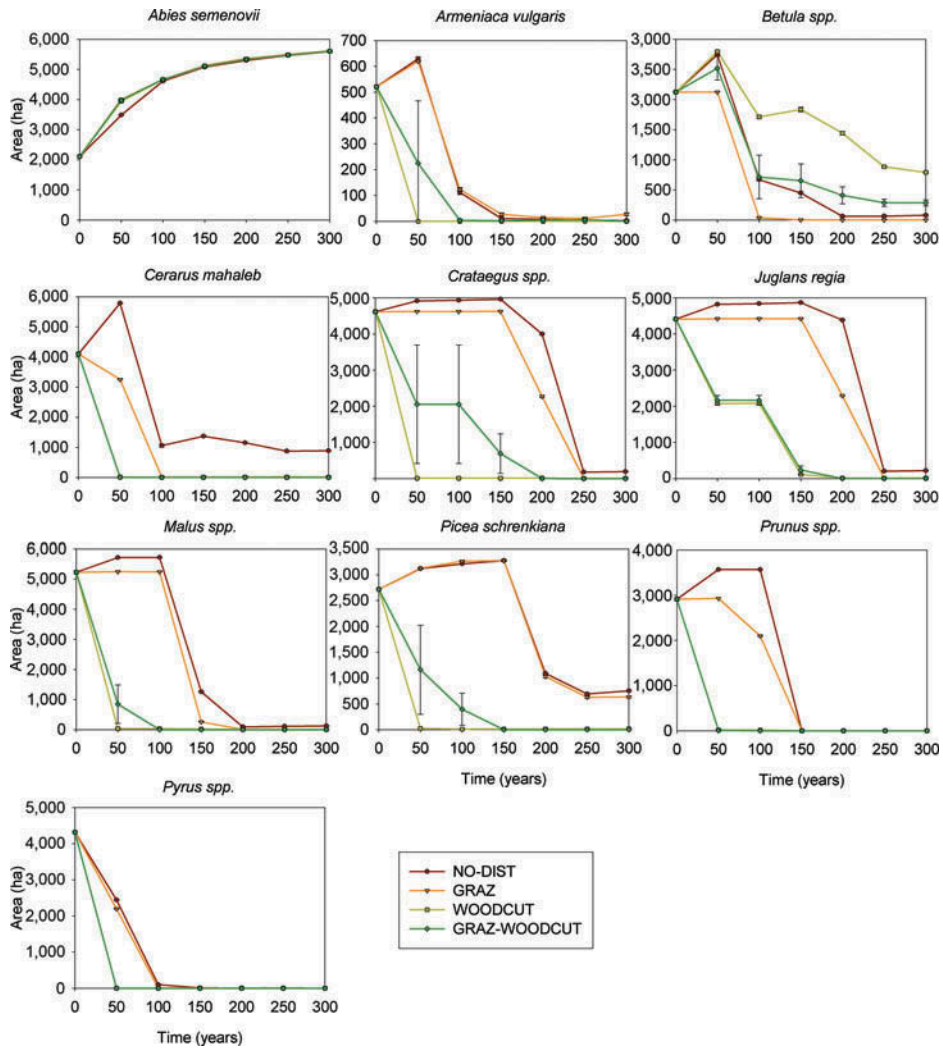 Abies semenovii
Area (ha)
6,000
5,000
4,000
3,000
2,000
1,000
0
0 50 100 150 200 250 300
Armeniaca vulgaris
700
600
500
400
300
200
100
0
0 50 100 150 200 250 300
Betula spp.
3,000
3,500
3,000
1,500
1,000
500
0
0 50 100 150 200 250 300
Cerarus mahaleb
Area (ha)
6,000
5,000
4,000
3,000
2,000
1,000
0
0 50 100 150 200 250 300
Crataegus spp.
5,000
4,000
3,000
2,000
1,000
0 50 100 150 200 250 300
Juglans regia
5,000
4,000
3,000
2,000
1,000
0
0 50 100 150 200 250 300
Malus spp.
Area (ha)
6,000
5,000
4,000
3,000
2,000
1,000
0
0 50 100 150 200 250 300
Picea schrenkiana
3,500
3,000
2,500
2,000
1,500
1,000
500
0
0 50 100 150 200 250 300
Time (years)
Prunus spp.
4,000
3,000
2,000
1,000
0
0 50 100 150 200 250 300
Time (years)
Pyrus spp.
Area (ha)
5,000
4,000
3,000
2,000
1,000
0
0 50 100 150 200 250 300
Time (years)
NO-DIST
GRAZ
WOODCUT
GRAZ-WOODCUT